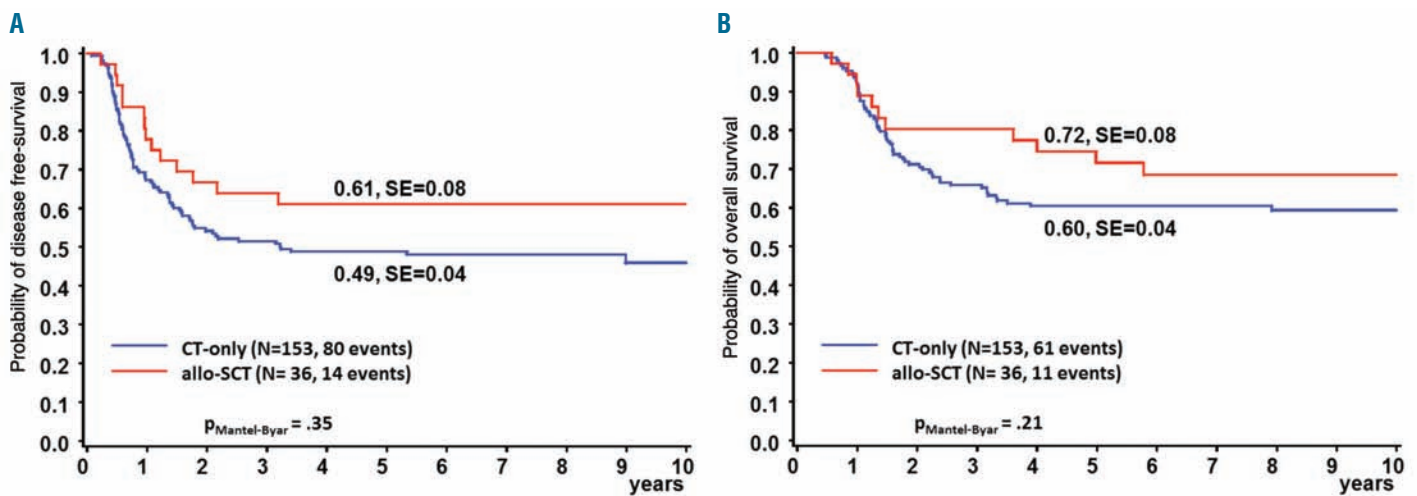 A
Probability of disease free-survival
1.0
0.9
0.8
0.7
0.6
0.5
0.4
0.3
0.2
0.1
0.0
0.61, SE=0.08
0.49, SE=0.04
CT-only (N=153, 80 events)
allo-SCT (N= 36, 14 events)
pMantel-Byar = .35
0 1 2 3 4 5 6 7 8 9 10
years
B
Probability of overall survival
1.0
0.9
0.8
0.7
0.6
0.5
0.4
0.3
0.2
0.1
0.0
0.72, SE=0.08
0.60, SE=0.04
CT-only (N=153, 61 events)
allo-SCT (N= 36, 11 events)
pMantel-Byar = .21
0 1 2 3 4 5 6 7 8 9 10
years